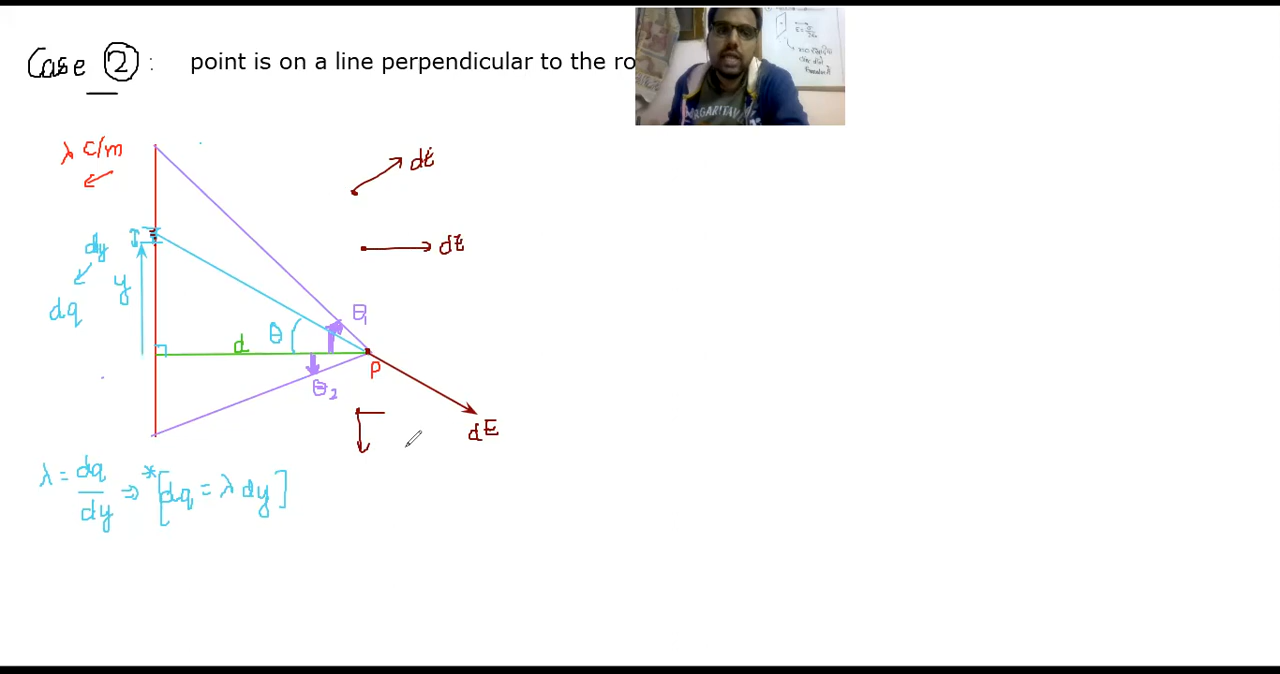 Case 2 : point is on a line perpendicular to the ro
λ C/m
dE
dE
dy
y
dq
θ
θ₁
d
P
θ₂
dE
λ = dq/dy ⇒ *[dq = λ dy]
MARGARITAV